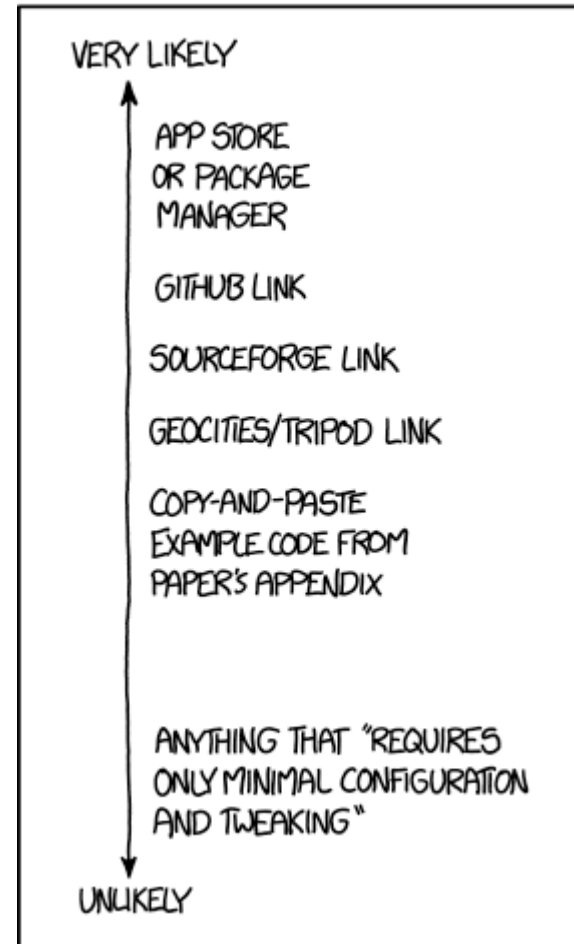 VERY LIKELY
APP STORE
OR PACKAGE
MANAGER
GITHUB LINK
SOURCEFORGE LINK
GEOCITIES/TRIPOD LINK
COPY-AND-PASTE
EXAMPLE CODE FROM
PAPER'S APPENDIX
ANYTHING THAT "REQUIRES
ONLY MINIMAL CONFIGURATION
AND TWEAKING"
UNLIKELY